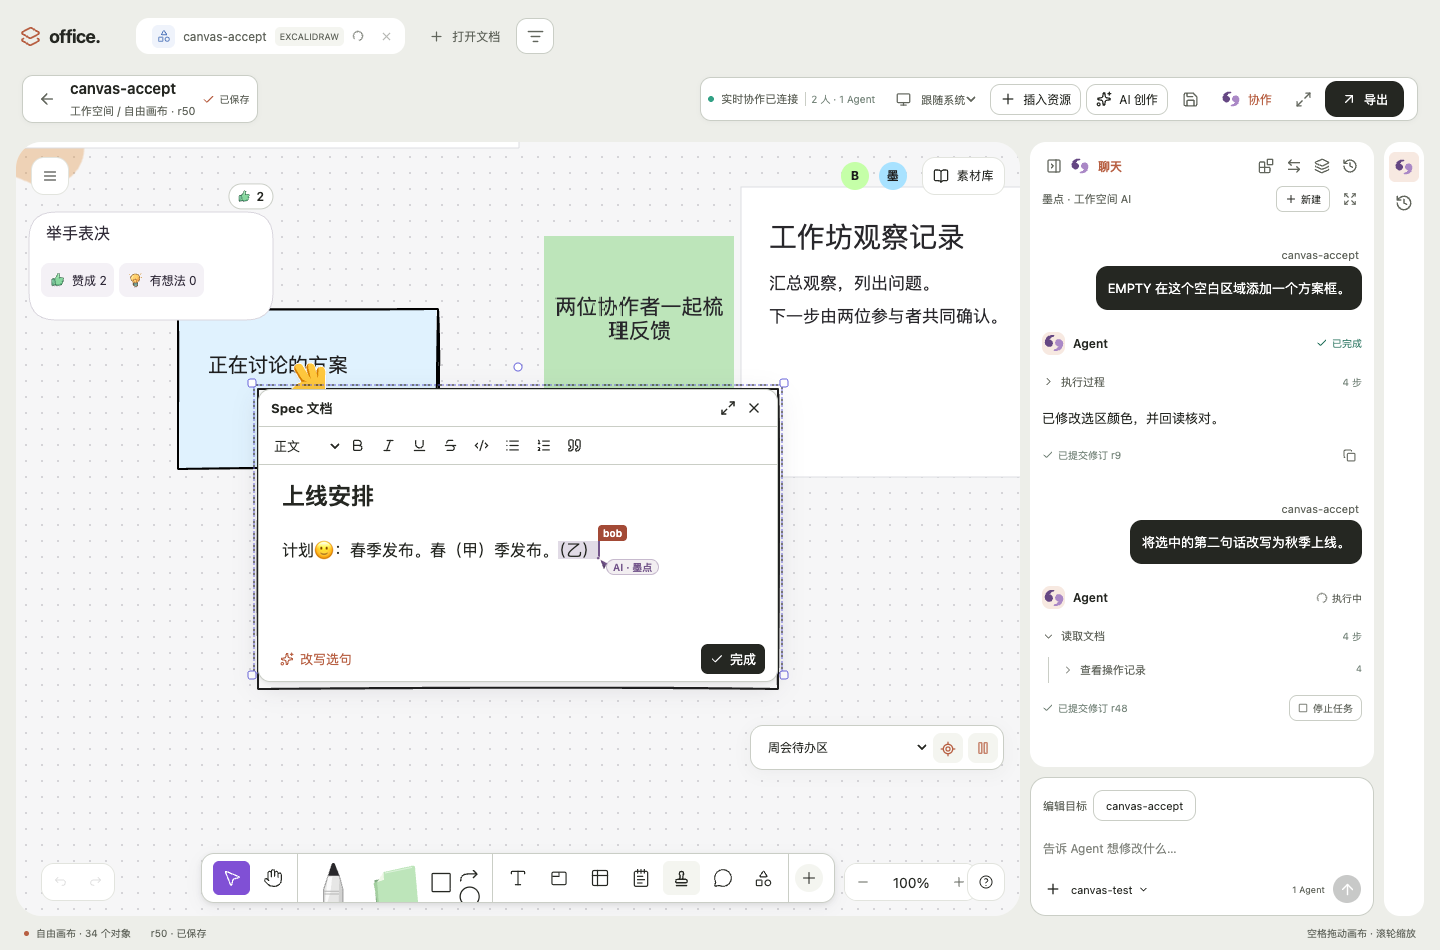 office.
canvas-accept EXCALIDRAW
打开文档
canvas-accept
工作空间 / 自由画布 · r50
已保存
实时协作已连接
2 人 · 1 Agent
跟随系统
插入资源
AI 创作
协作
导出
B
墨
素材库
2
举手表决
赞成 2
有想法 0
正在讨论的方案
两位协作者一起梳
理反馈
工作坊观察记录
汇总观察，列出问题。
下一步由两位参与者共同确认。
Spec 文档
正文
上线安排
计划🙂：春季发布。春（甲）季发布。（乙）
bob
AI · 墨点
改写选句
完成
周会待办区
100%
聊天
墨点 · 工作空间 AI
新建
canvas-accept
EMPTY 在这个空白区域添加一个方案框。
Agent
已完成
执行过程
4 步
已修改选区颜色，并回读核对。
已提交修订 r9
canvas-accept
将选中的第二句话改写为秋季上线。
Agent
执行中
读取文档
4 步
查看操作记录
4
已提交修订 r48
停止任务
编辑目标
canvas-accept
告诉 Agent 想修改什么...
canvas-test
1 Agent
自由画布 · 34 个对象
r50 · 已保存
空格拖动画布 · 滚轮缩放